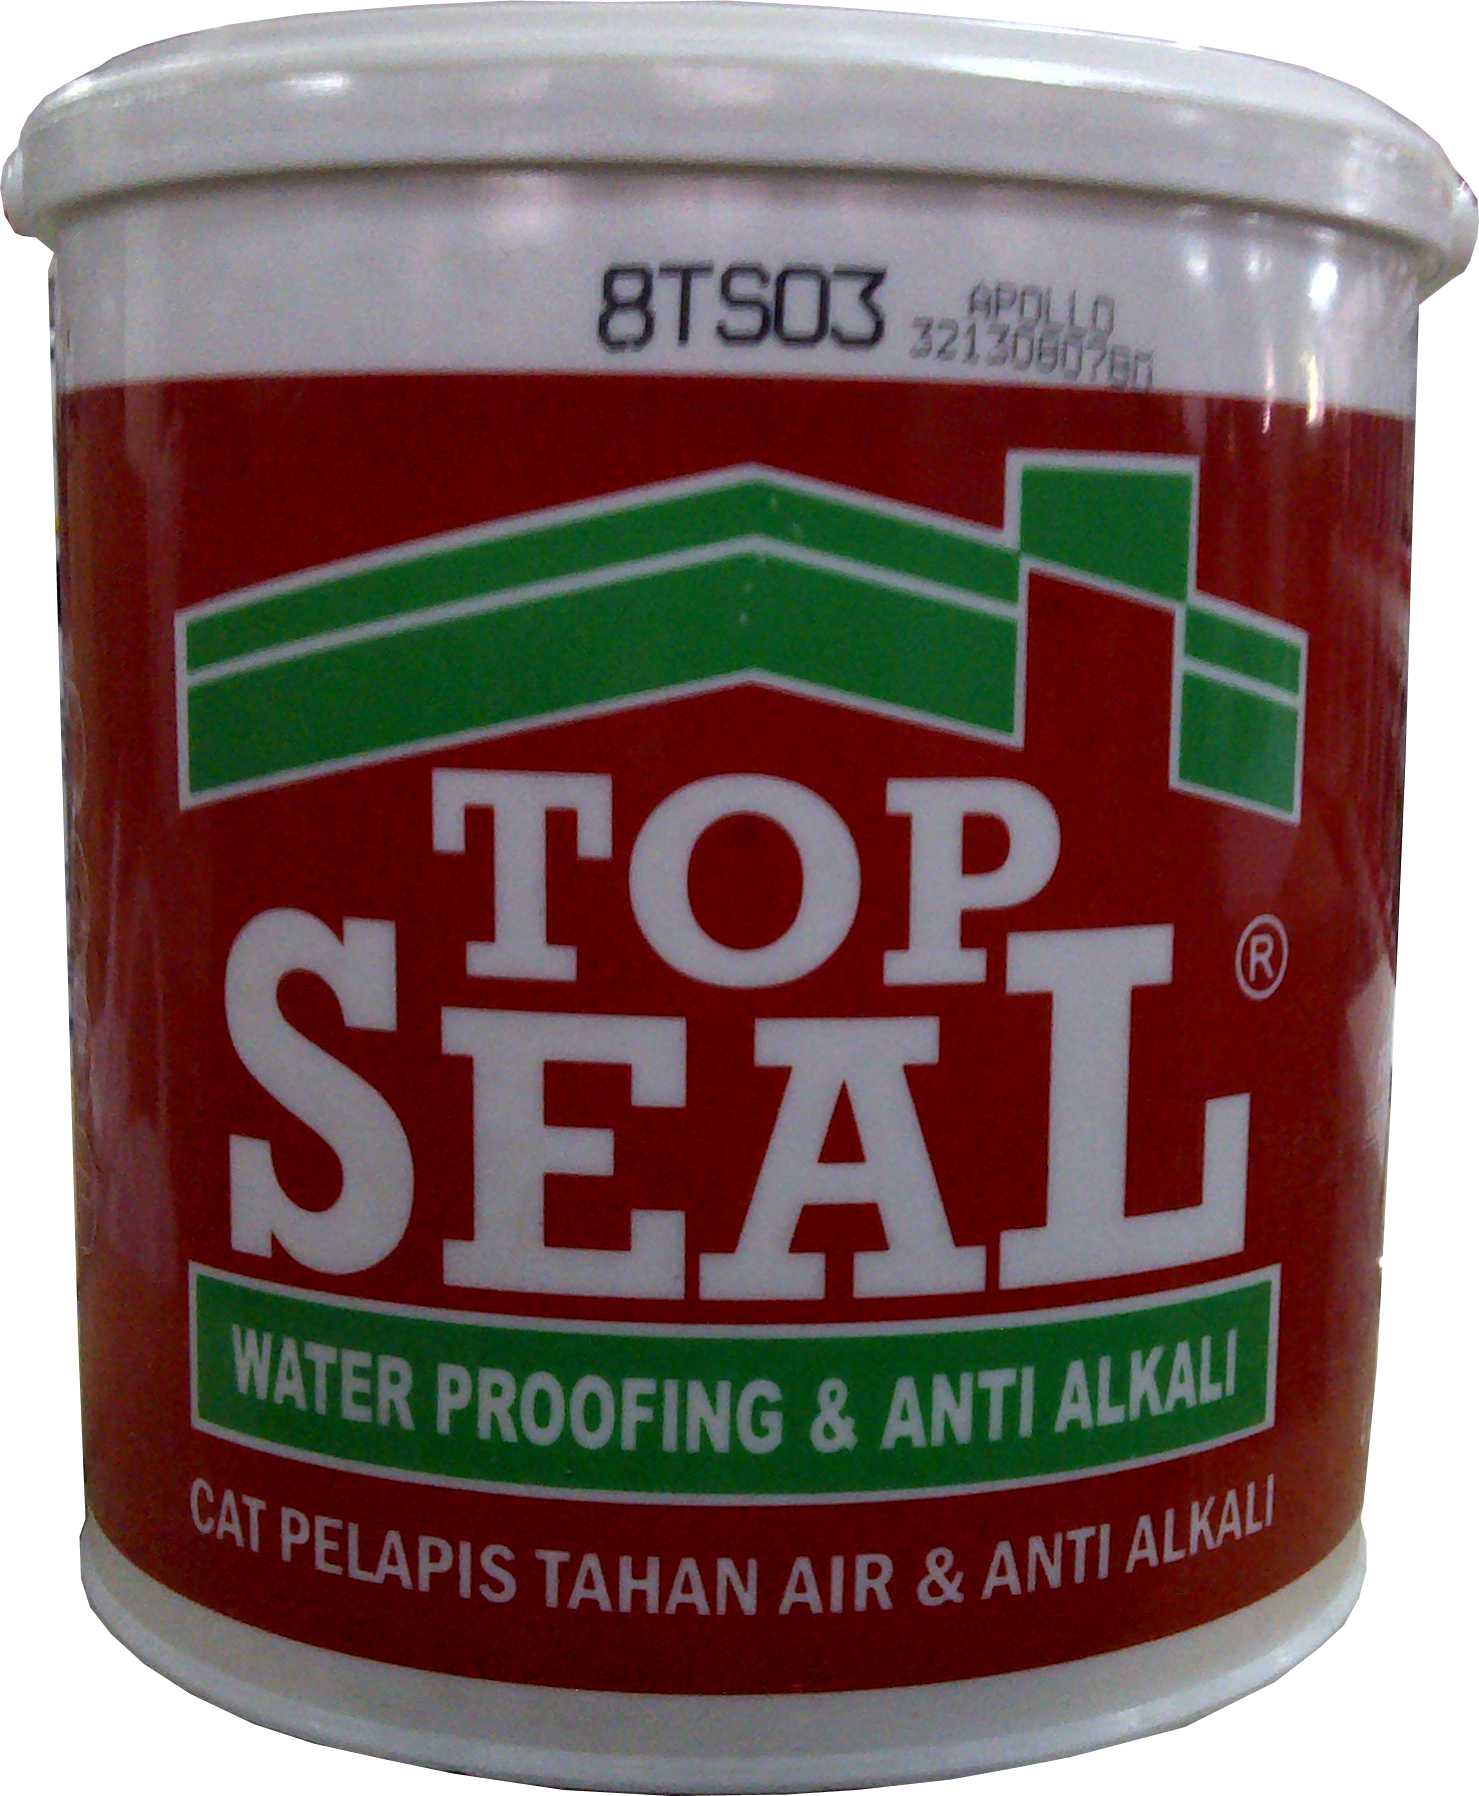 8TS03
APOLLO
TOP
SEAL ®
WATER PROOFING & ANTI ALKALI
CAT PELAPIS TAHAN AIR & ANTI ALKALI